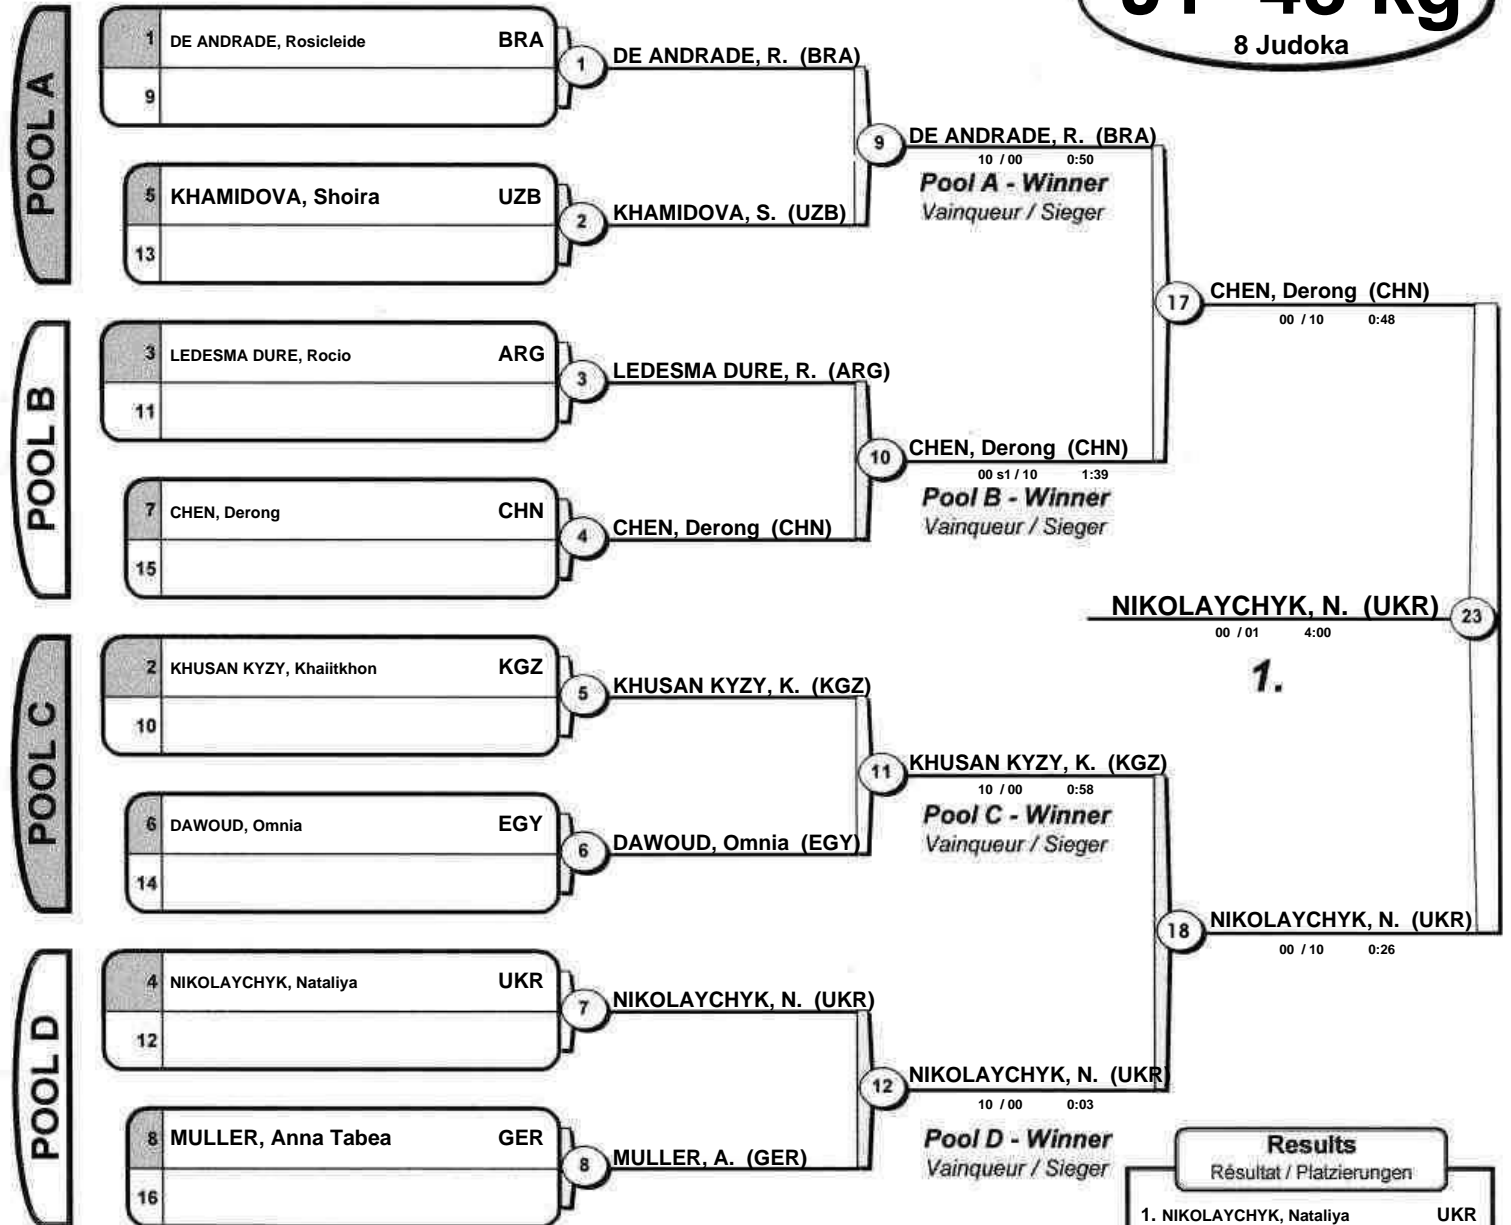 J1 -48 kg
8 Judoka
POOL A
1 DE ANDRADE, Rosicleide BRA
9
1
DE ANDRADE, R. (BRA)
5 KHAMIDOVA, Shoira UZB
13
2
KHAMIDOVA, S. (UZB)
9
DE ANDRADE, R. (BRA)
10 / 00 0:50
Pool A - Winner
Vainqueur / Sieger
POOL B
3 LEDESMA DURE, Rocio ARG
11
3
LEDESMA DURE, R. (ARG)
7 CHEN, Derong CHN
15
4
CHEN, Derong (CHN)
10
CHEN, Derong (CHN)
00 s1 / 10 1:39
Pool B - Winner
Vainqueur / Sieger
17
CHEN, Derong (CHN)
00 / 10 0:48
NIKOLAYCHYK, N. (UKR)
23
00 / 01 4:00
1.
POOL C
2 KHUSAN KYZY, Khaiitkhon KGZ
10
5
KHUSAN KYZY, K. (KGZ)
6 DAWOUD, Omnia EGY
14
6
DAWOUD, Omnia (EGY)
11
KHUSAN KYZY, K. (KGZ)
10 / 00 0:58
Pool C - Winner
Vainqueur / Sieger
18
NIKOLAYCHYK, N. (UKR)
00 / 10 0:26
POOL D
4 NIKOLAYCHYK, Nataliya UKR
12
7
NIKOLAYCHYK, N. (UKR)
8 MULLER, Anna Tabea GER
16
8
MULLER, A. (GER)
12
NIKOLAYCHYK, N. (UKR)
10 / 00 0:03
Pool D - Winner
Vainqueur / Sieger
Results
Résultat / Platzierungen
1. NIKOLAYCHYK, Nataliya UKR